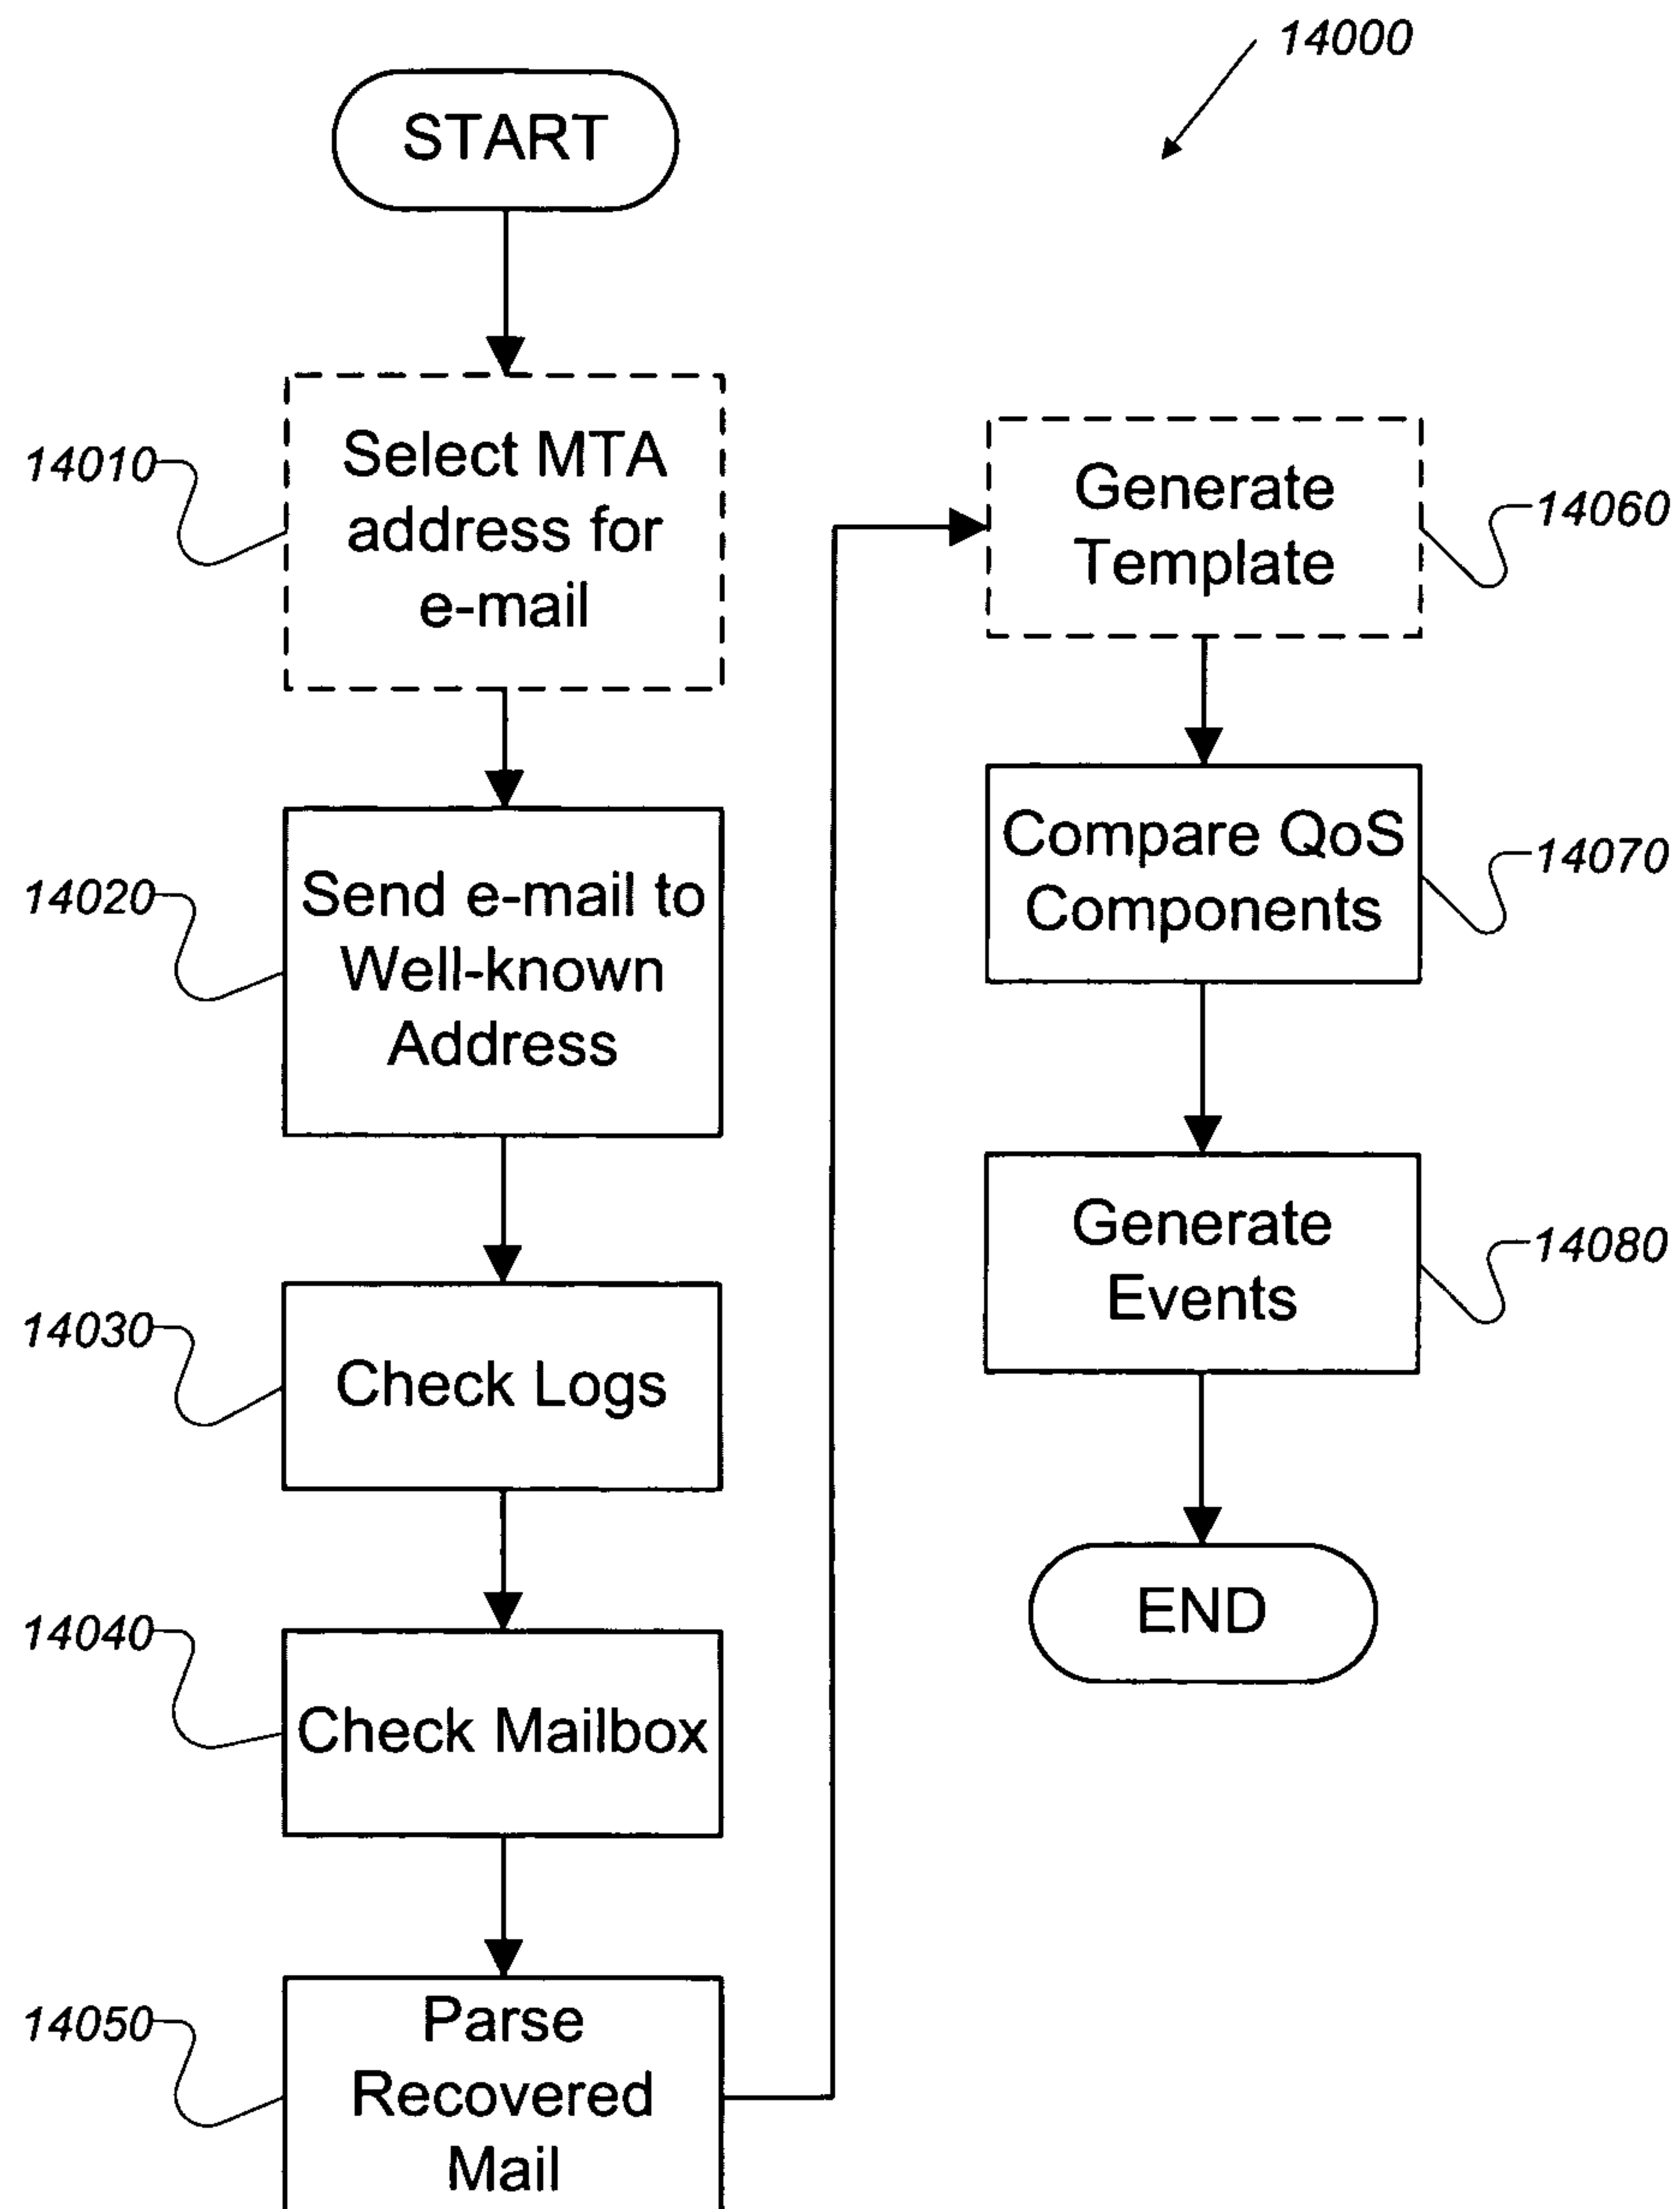 14000
START
14010
Select MTA
address for
e-mail
14020
Send e-mail to
Well-known
Address
14030
Check Logs
14040
Check Mailbox
14050
Parse
Recovered
Mail
Generate
Template
14060
Compare QoS
Components
14070
Generate
Events
14080
END